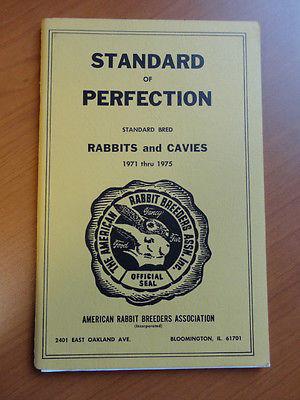 STANDARD
OF
PERFECTION
STANDARD BRED
RABBITS and CAVIES
1971 thru 1975
THE AMERICAN RABBIT BREEDERS ASSN. Inc.
Fancy
Food
Fur
OFFICIAL
SEAL
AMERICAN RABBIT BREEDERS ASSOCIATION
(Incorporated)
2401 EAST OAKLAND AVE. BLOOMINGTON, IL. 61701